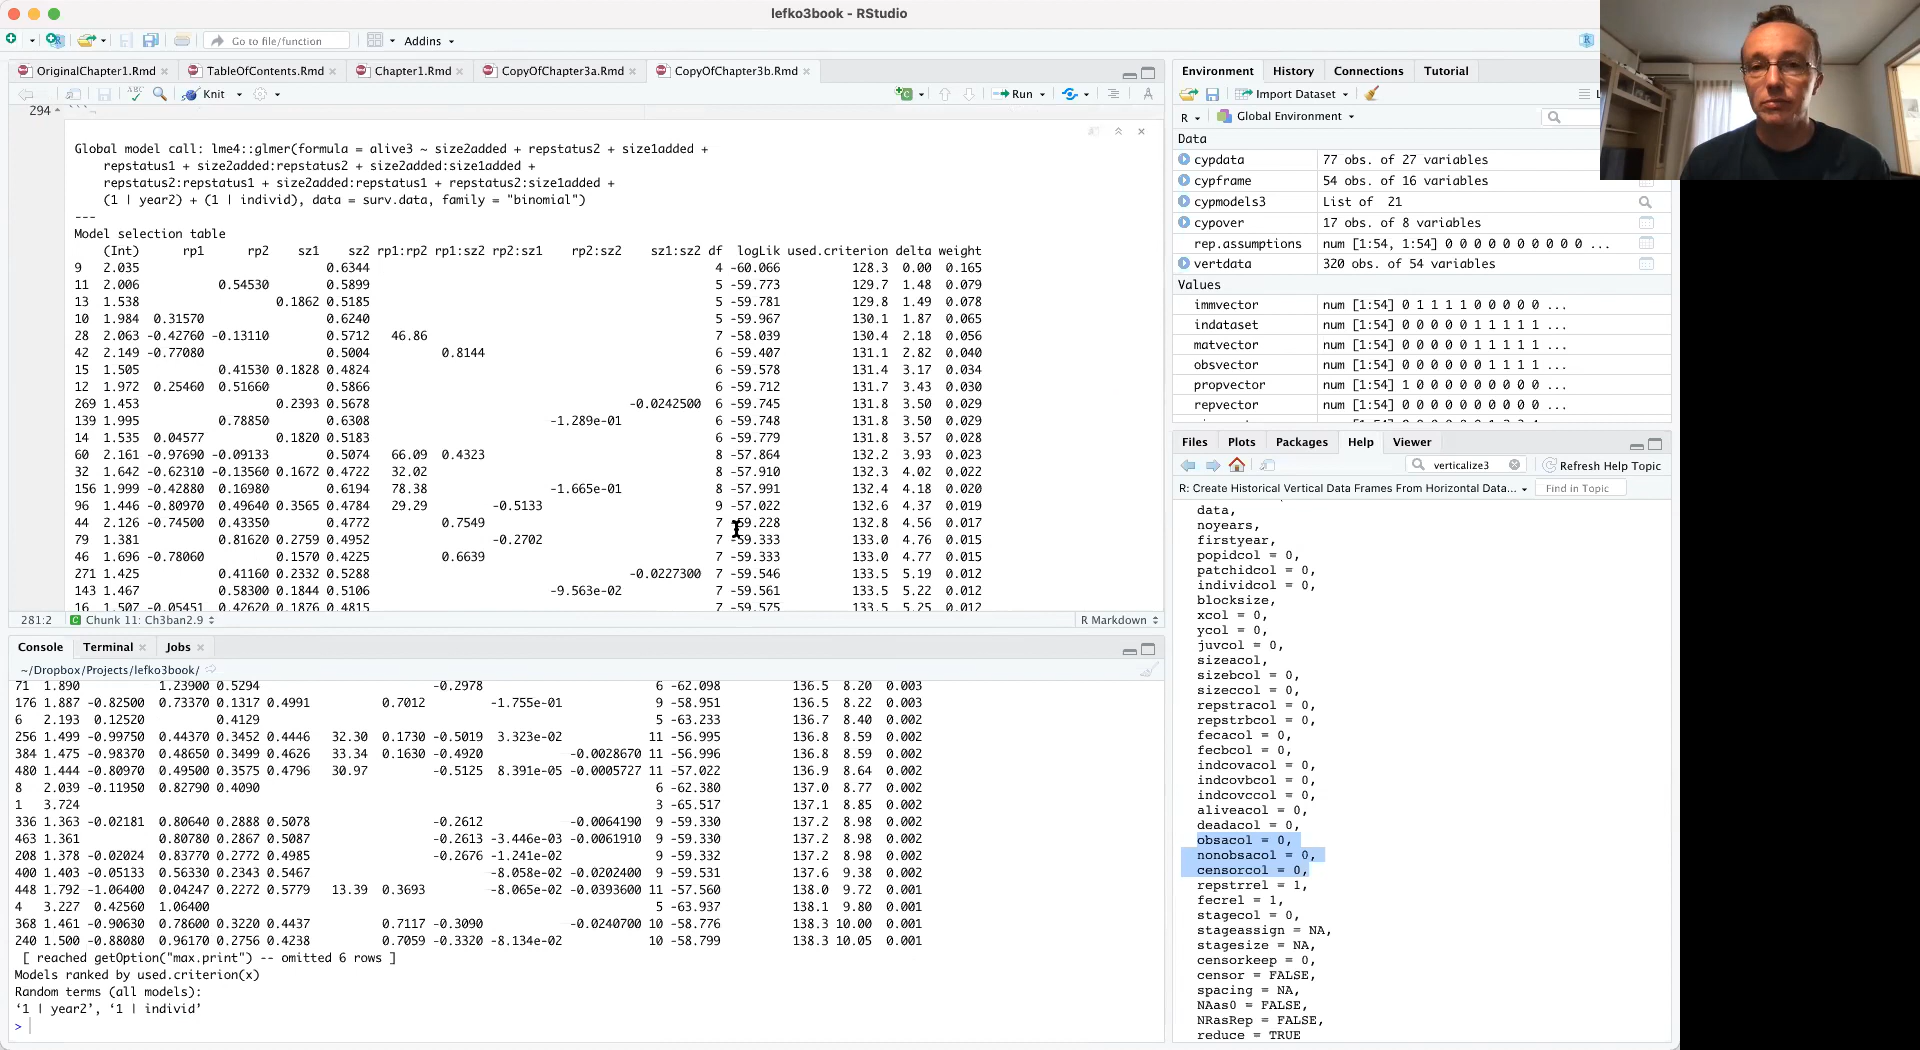 lefko3book - RStudio
Go to file/function
Addins
OriginalChapter1.Rmd
TableOfContents.Rmd
Chapter1.Rmd
CopyOfChapter3a.Rmd
CopyOfChapter3b.Rmd
ABC
Knit
Run
294
```
Global model call: lme4::glmer(formula = alive3 ~ size2added + repstatus2 + size1added +
repstatus1 + size2added:repstatus2 + size2added:size1added +
repstatus2:repstatus1 + size2added:repstatus1 + repstatus2:size1added +
(1 | year2) + (1 | individ), data = surv.data, family = "binomial")
---
Model selection table
(Int) rp1 rp2 sz1 sz2 rp1:rp2 rp1:sz2 rp2:sz1 rp2:sz2 sz1:sz2 df logLik used.criterion delta weight
9 2.035 0.6344 4 -60.066 128.3 0.00 0.165
11 2.006 0.54530 0.5899 5 -59.773 129.7 1.48 0.079
13 1.538 0.1862 0.5185 5 -59.781 129.8 1.49 0.078
10 1.984 0.31570 0.6240 5 -59.967 130.1 1.87 0.065
28 2.063 -0.42760 -0.13110 0.5712 46.86 7 -58.039 130.4 2.18 0.056
42 2.149 -0.77080 0.5004 0.8144 6 -59.407 131.1 2.82 0.040
15 1.505 0.41530 0.1828 0.4824 6 -59.578 131.4 3.17 0.034
12 1.972 0.25460 0.51660 0.5866 6 -59.712 131.7 3.43 0.030
269 1.453 0.2393 0.5678 -0.0242500 6 -59.745 131.8 3.50 0.029
139 1.995 0.78850 0.6308 -1.289e-01 6 -59.748 131.8 3.50 0.029
14 1.535 0.04577 0.1820 0.5183 6 -59.779 131.8 3.57 0.028
60 2.161 -0.97690 -0.09133 0.5074 66.09 0.4323 8 -57.864 132.2 3.93 0.023
32 1.642 -0.62310 -0.13560 0.1672 0.4722 32.02 8 -57.910 132.3 4.02 0.022
156 1.999 -0.42880 0.16980 0.6194 78.38 -1.665e-01 8 -57.991 132.4 4.18 0.020
96 1.446 -0.80970 0.49640 0.3565 0.4784 29.29 -0.5133 9 -57.022 132.6 4.37 0.019
44 2.126 -0.74500 0.43350 0.4772 0.7549 7 -59.228 132.8 4.56 0.017
79 1.381 0.81620 0.2759 0.4952 -0.2702 7 -59.333 133.0 4.76 0.015
46 1.696 -0.78060 0.1570 0.4225 0.6639 7 -59.333 133.0 4.77 0.015
271 1.425 0.41160 0.2332 0.5288 -0.0227300 7 -59.546 133.5 5.19 0.012
143 1.467 0.58300 0.1844 0.5106 -9.563e-02 7 -59.561 133.5 5.22 0.012
16 1.507 -0.05451 0.42620 0.1876 0.4815 7 -59.575 133.5 5.25 0.012
281:2
Chunk 11: Ch3ban2.9
R Markdown
Console
Terminal
Jobs
~/Dropbox/Projects/lefko3book/
71 1.890 1.23900 0.5294 -0.2978 6 -62.098 136.5 8.20 0.003
176 1.887 -0.82500 0.73370 0.1317 0.4991 0.7012 -1.755e-01 9 -58.951 136.5 8.22 0.003
6 2.193 0.12520 0.4129 5 -63.233 136.7 8.40 0.002
256 1.499 -0.99750 0.44370 0.3452 0.4446 32.30 0.1730 -0.5019 3.323e-02 11 -56.995 136.8 8.59 0.002
384 1.475 -0.98370 0.48650 0.3499 0.4626 33.34 0.1630 -0.4920 -0.0028670 11 -56.996 136.8 8.59 0.002
480 1.444 -0.80970 0.49500 0.3575 0.4796 30.97 -0.5125 8.391e-05 -0.0005727 11 -57.022 136.9 8.64 0.002
8 2.039 -0.11950 0.82790 0.4090 6 -62.380 137.0 8.77 0.002
1 3.724 3 -65.517 137.1 8.85 0.002
336 1.363 -0.02181 0.80640 0.2888 0.5078 -0.2612 -0.0064190 9 -59.330 137.2 8.98 0.002
463 1.361 0.80780 0.2867 0.5087 -0.2613 -3.446e-03 -0.0061910 9 -59.330 137.2 8.98 0.002
208 1.378 -0.02024 0.83770 0.2772 0.4985 -0.2676 -1.241e-02 9 -59.332 137.2 8.98 0.002
400 1.403 -0.05133 0.56330 0.2343 0.5467 -8.058e-02 -0.0202400 9 -59.531 137.6 9.38 0.002
448 1.792 -1.06400 0.04247 0.2272 0.5779 13.39 0.3693 -8.065e-02 -0.0393600 11 -57.560 138.0 9.72 0.001
4 3.227 0.42560 1.06400 5 -63.937 138.1 9.80 0.001
368 1.461 -0.90630 0.78600 0.3220 0.4437 0.7117 -0.3090 -0.0240700 10 -58.776 138.3 10.00 0.001
240 1.500 -0.88080 0.96170 0.2756 0.4238 0.7059 -0.3320 -8.134e-02 10 -58.799 138.3 10.05 0.001
[ reached getOption("max.print") -- omitted 6 rows ]
Models ranked by used.criterion(x)
Random terms (all models):
‘1 | year2’, ‘1 | individ’
>
Environment
History
Connections
Tutorial
Import Dataset
R
Global Environment
Data
cypdata 77 obs. of 27 variables
cypframe 54 obs. of 16 variables
cypmodels3 List of 21
cypover 17 obs. of 8 variables
rep.assumptions num [1:54, 1:54] 0 0 0 0 0 0 0 0 0 0 ...
vertdata 320 obs. of 54 variables
Values
immvector num [1:54] 0 1 1 1 1 0 0 0 0 0 ...
indataset num [1:54] 0 0 0 0 0 1 1 1 1 1 ...
matvector num [1:54] 0 0 0 0 0 1 1 1 1 1 ...
obsvector num [1:54] 0 0 0 0 0 0 1 1 1 1 ...
propvector num [1:54] 1 0 0 0 0 0 0 0 0 0 ...
repvector num [1:54] 0 0 0 0 0 0 0 0 0 0 ...
Files
Plots
Packages
Help
Viewer
verticalize3
Refresh Help Topic
R: Create Historical Vertical Data Frames From Horizontal Data...
Find in Topic
data,
noyears,
firstyear,
popidcol = 0,
patchidcol = 0,
individcol = 0,
blocksize,
xcol = 0,
ycol = 0,
juvcol = 0,
sizeacol,
sizebcol = 0,
sizeccol = 0,
repstracol = 0,
repstrbcol = 0,
fecacol = 0,
fecbcol = 0,
indcovacol = 0,
indcovbcol = 0,
indcovccol = 0,
aliveacol = 0,
deadacol = 0,
obsacol = 0,
nonobsacol = 0,
censorcol = 0,
repstrrel = 1,
fecrel = 1,
stagecol = 0,
stageassign = NA,
stagesize = NA,
censorkeep = 0,
censor = FALSE,
spacing = NA,
NAas0 = FALSE,
NRasRep = FALSE,
reduce = TRUE